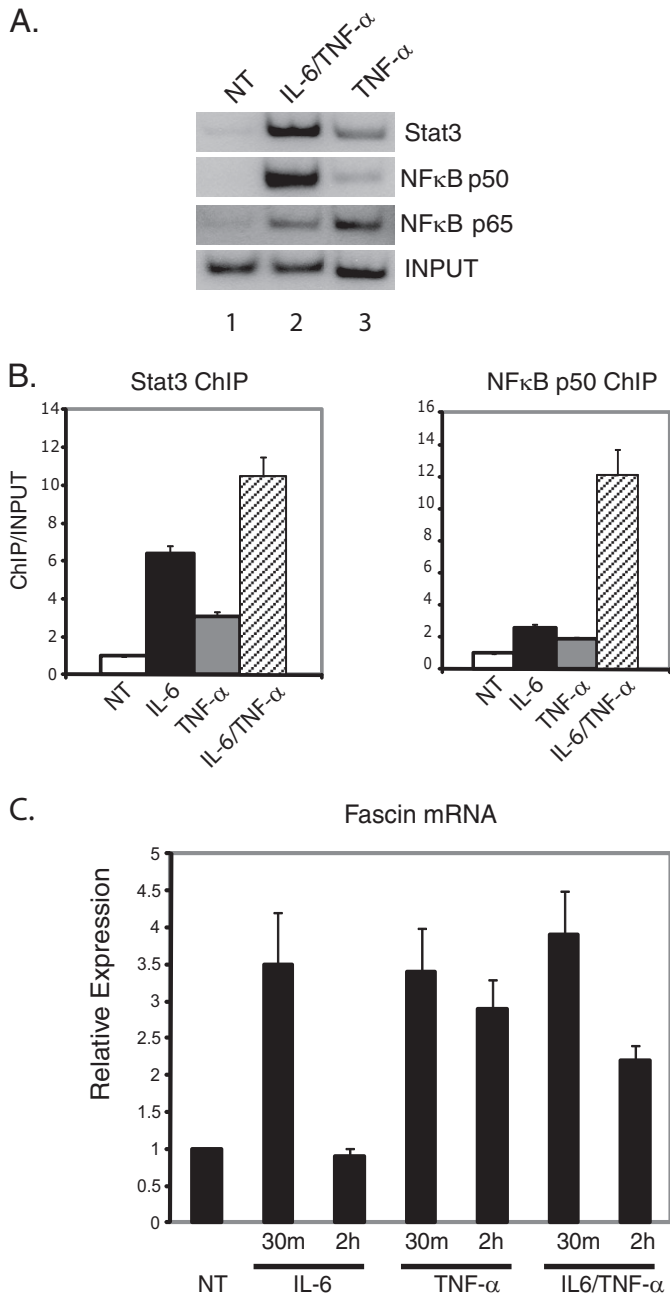 A.
NT
IL-6/TNF-α
TNF-α
Stat3
NFκB p50
NFκB p65
INPUT
1 2 3
B.
Stat3 ChIP
ChIP/INPUT
14
12
10
8
6
4
2
0
NT
IL-6
TNF-α
IL-6/TNF-α
NFκB p50 ChIP
16
14
12
10
8
6
4
2
0
NT
IL-6
TNF-α
IL-6/TNF-α
C.
Fascin mRNA
Relative Expression
5
4.5
4
3.5
3
2.5
2
1.5
1
0.5
0
30m 2h 30m 2h 30m 2h
NT IL-6 TNF-α IL6/TNF-α